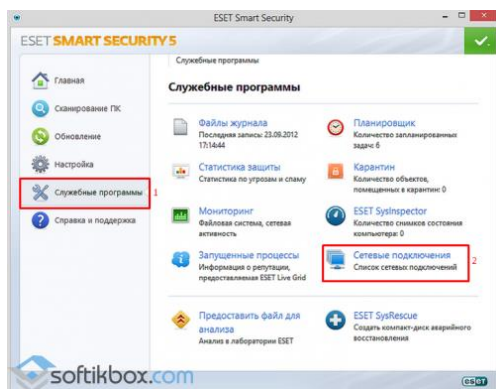 ESET Smart Security
ESET SMART SECURITY 5
Главная
Сканирование ПК
Обновление
Настройка
Служебные программы
1
Справка и поддержка
Служебные программы
Служебные программы
Файлы журнала
Последняя запись: 23.09.2012
17:14:44
Планировщик
Количество запланированных
задач: 6
Статистика защиты
Статистика по угрозам и спаму
Карантин
Количество объектов,
помещенных в карантин: 0
Мониторинг
Файловая система, сетевая
активность
ESET SysInspector
Количество снимков состояния
компьютера: 0
Запущенные процессы
Информация о репутации,
предоставляемая ESET Live Grid
Сетевые подключения
Список сетевых подключений
2
Предоставить файл для
анализа
Анализ в лаборатории ESET
ESET SysRescue
Создать компакт-диск аварийного
восстановления
softikbox.com
eset